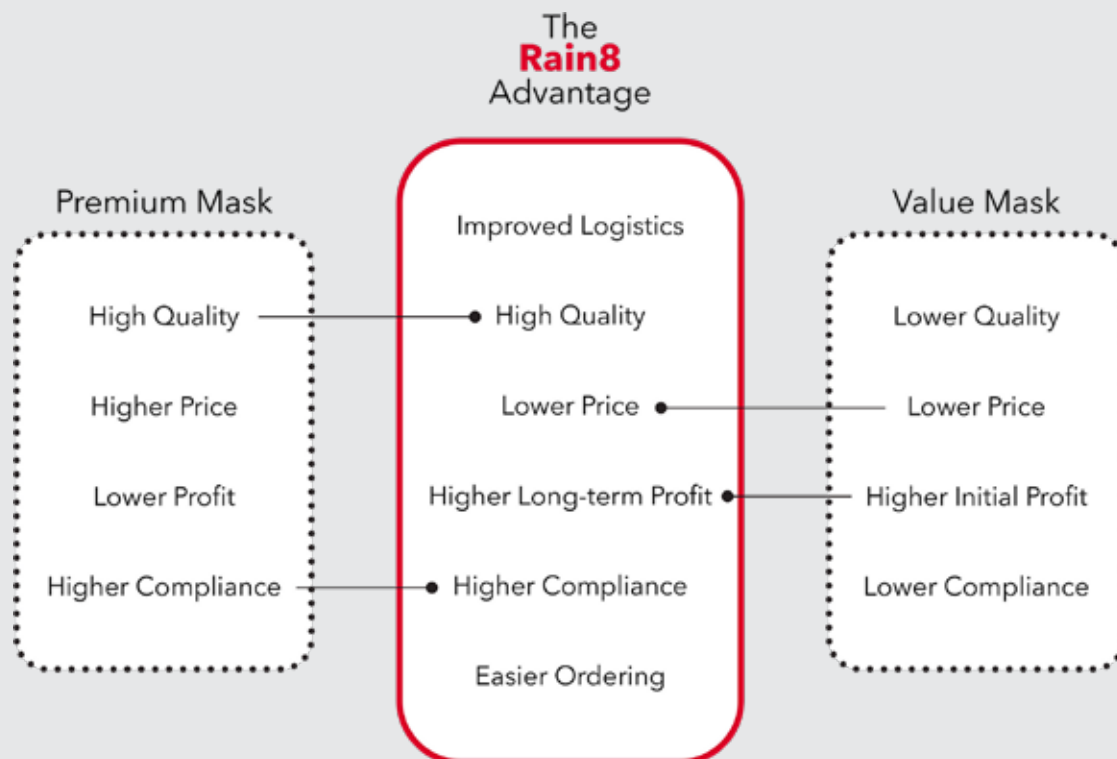 The
Rain8
Advantage
Premium Mask
High Quality
Higher Price
Lower Profit
Higher Compliance
Improved Logistics
High Quality
Lower Price
Higher Long-term Profit
Higher Compliance
Easier Ordering
Value Mask
Lower Quality
Lower Price
Higher Initial Profit
Lower Compliance